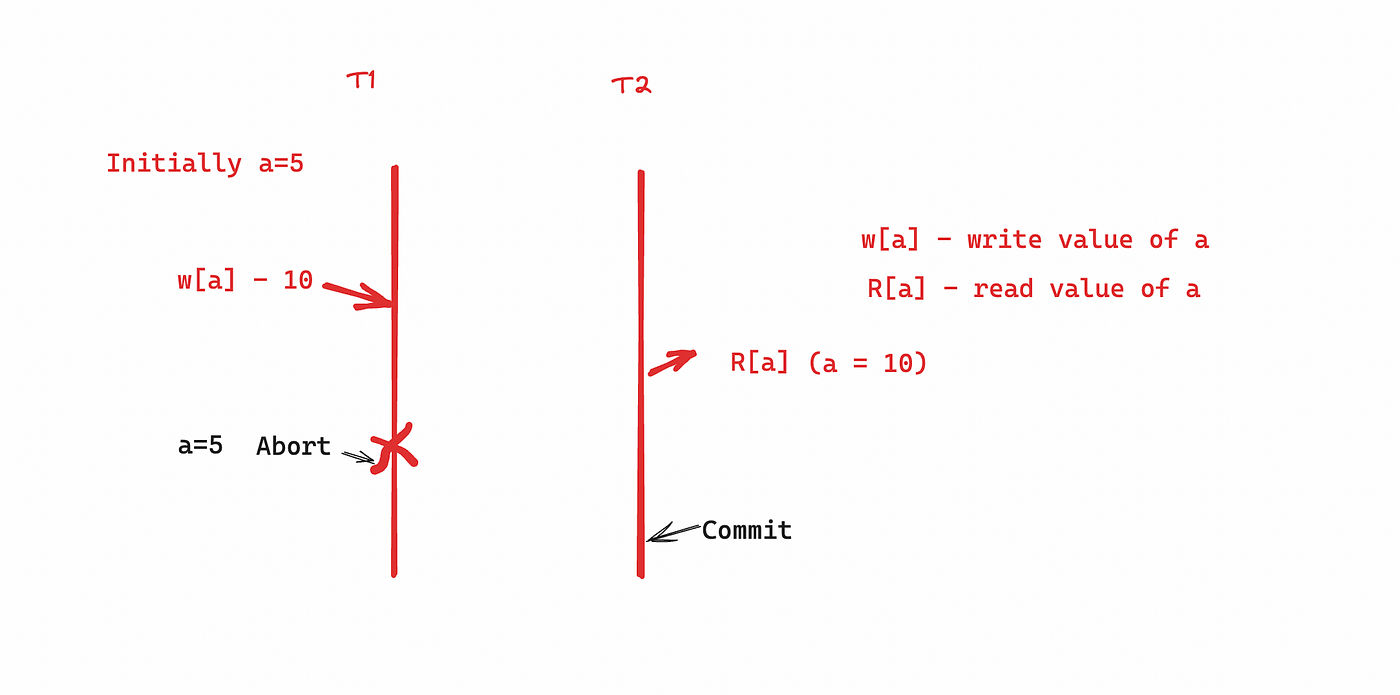 T1
T2
Initially a=5
w[a] - write value of a
w[a] - 10
R[a] - read value of a
R[a] (a = 10)
a=5 Abort
Commit